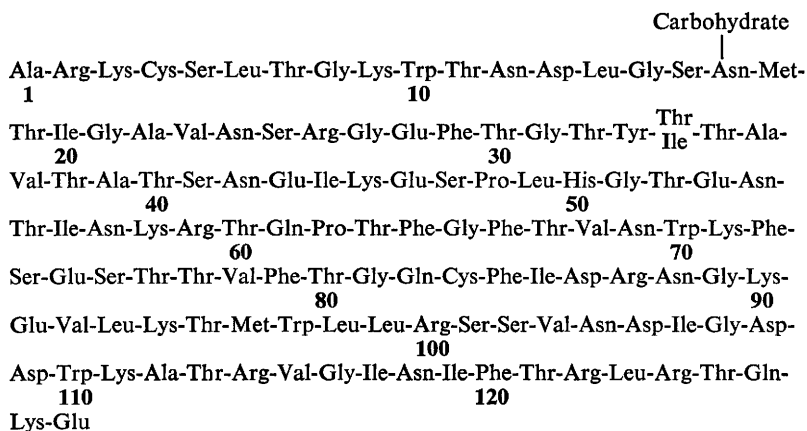 Carbohydrate
Ala-Arg-Lys-Cys-Ser-Leu-Thr-Gly-Lys-Trp-Thr-Asn-Asp-Leu-Gly-Ser-Asn-Met-
1 10
Thr-Ile-Gly-Ala-Val-Asn-Ser-Arg-Gly-Glu-Phe-Thr-Gly-Thr-Tyr-Thr-Thr-Ala-
Ile
20 30
Val-Thr-Ala-Thr-Ser-Asn-Glu-Ile-Lys-Glu-Ser-Pro-Leu-His-Gly-Thr-Glu-Asn-
40 50
Thr-Ile-Asn-Lys-Arg-Thr-Gln-Pro-Thr-Phe-Gly-Phe-Thr-Val-Asn-Trp-Lys-Phe-
60 70
Ser-Glu-Ser-Thr-Thr-Val-Phe-Thr-Gly-Gln-Cys-Phe-Ile-Asp-Arg-Asn-Gly-Lys-
80 90
Glu-Val-Leu-Lys-Thr-Met-Trp-Leu-Leu-Arg-Ser-Ser-Val-Asn-Asp-Ile-Gly-Asp-
100
Asp-Trp-Lys-Ala-Thr-Arg-Val-Gly-Ile-Asn-Ile-Phe-Thr-Arg-Leu-Arg-Thr-Gln-
110 120
Lys-Glu